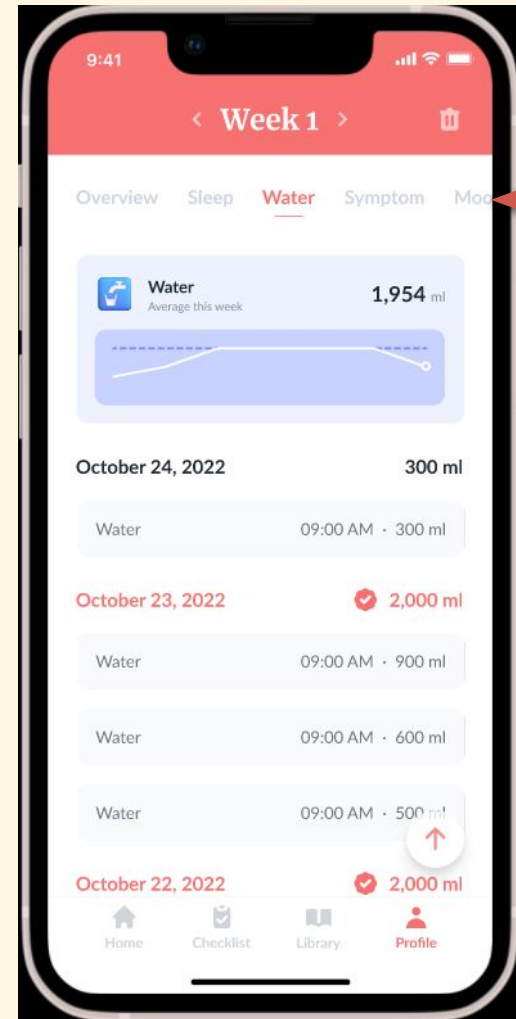 9:41
Week 1
Overview Sleep Water Symptom Moo
Water
Average this week
1,954 ml
October 24, 2022 300 ml
Water 09:00 AM · 300 ml
October 23, 2022 2,000 ml
Water 09:00 AM · 900 ml
Water 09:00 AM · 600 ml
Water 09:00 AM · 500 ml
October 22, 2022 2,000 ml
Home Checklist Library Profile